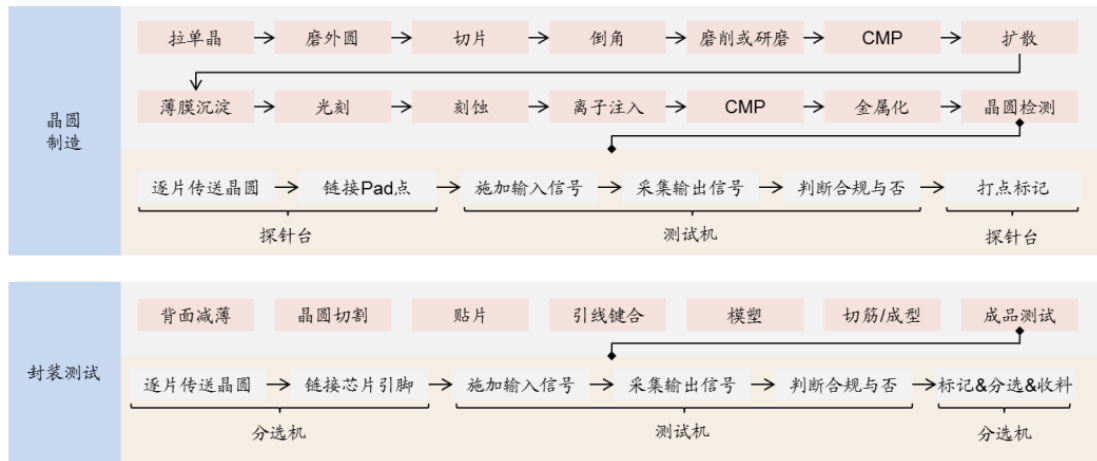 晶圆
制造
拉单晶
磨外圆
切片
倒角
磨削或研磨
CMP
扩散
薄膜沉淀
光刻
刻蚀
离子注入
CMP
金属化
晶圆检测
逐片传送晶圆
链接Pad点
施加输入信号
采集输出信号
判断合规与否
打点标记
探针台
测试机
探针台
封装测试
背面减薄
晶圆切割
贴片
引线键合
模塑
切筋/成型
成品测试
逐片传送晶圆
链接芯片引脚
施加输入信号
采集输出信号
判断合规与否
标记&分选&收料
分选机
测试机
分选机